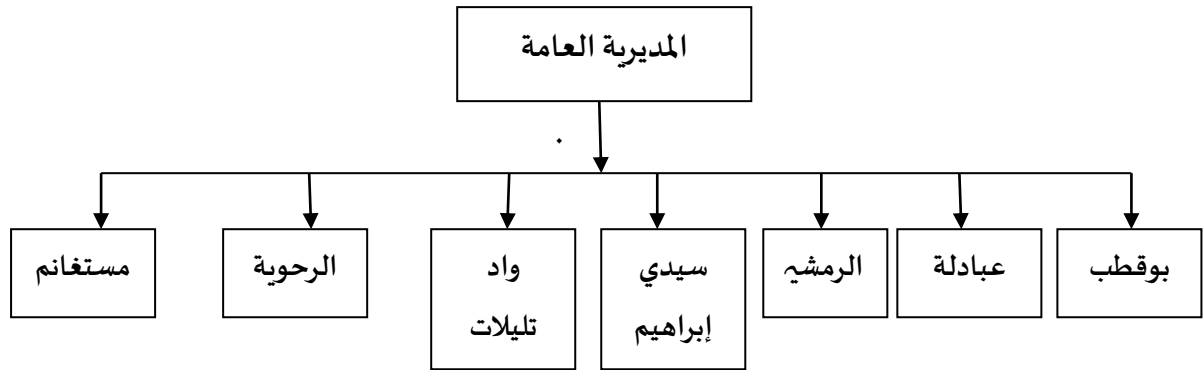 المديرية العامة
بوقطب
عبادلة
الرمشي
سيدي
إبراهيم
واد
تليلات
الرحوية
مستغانم